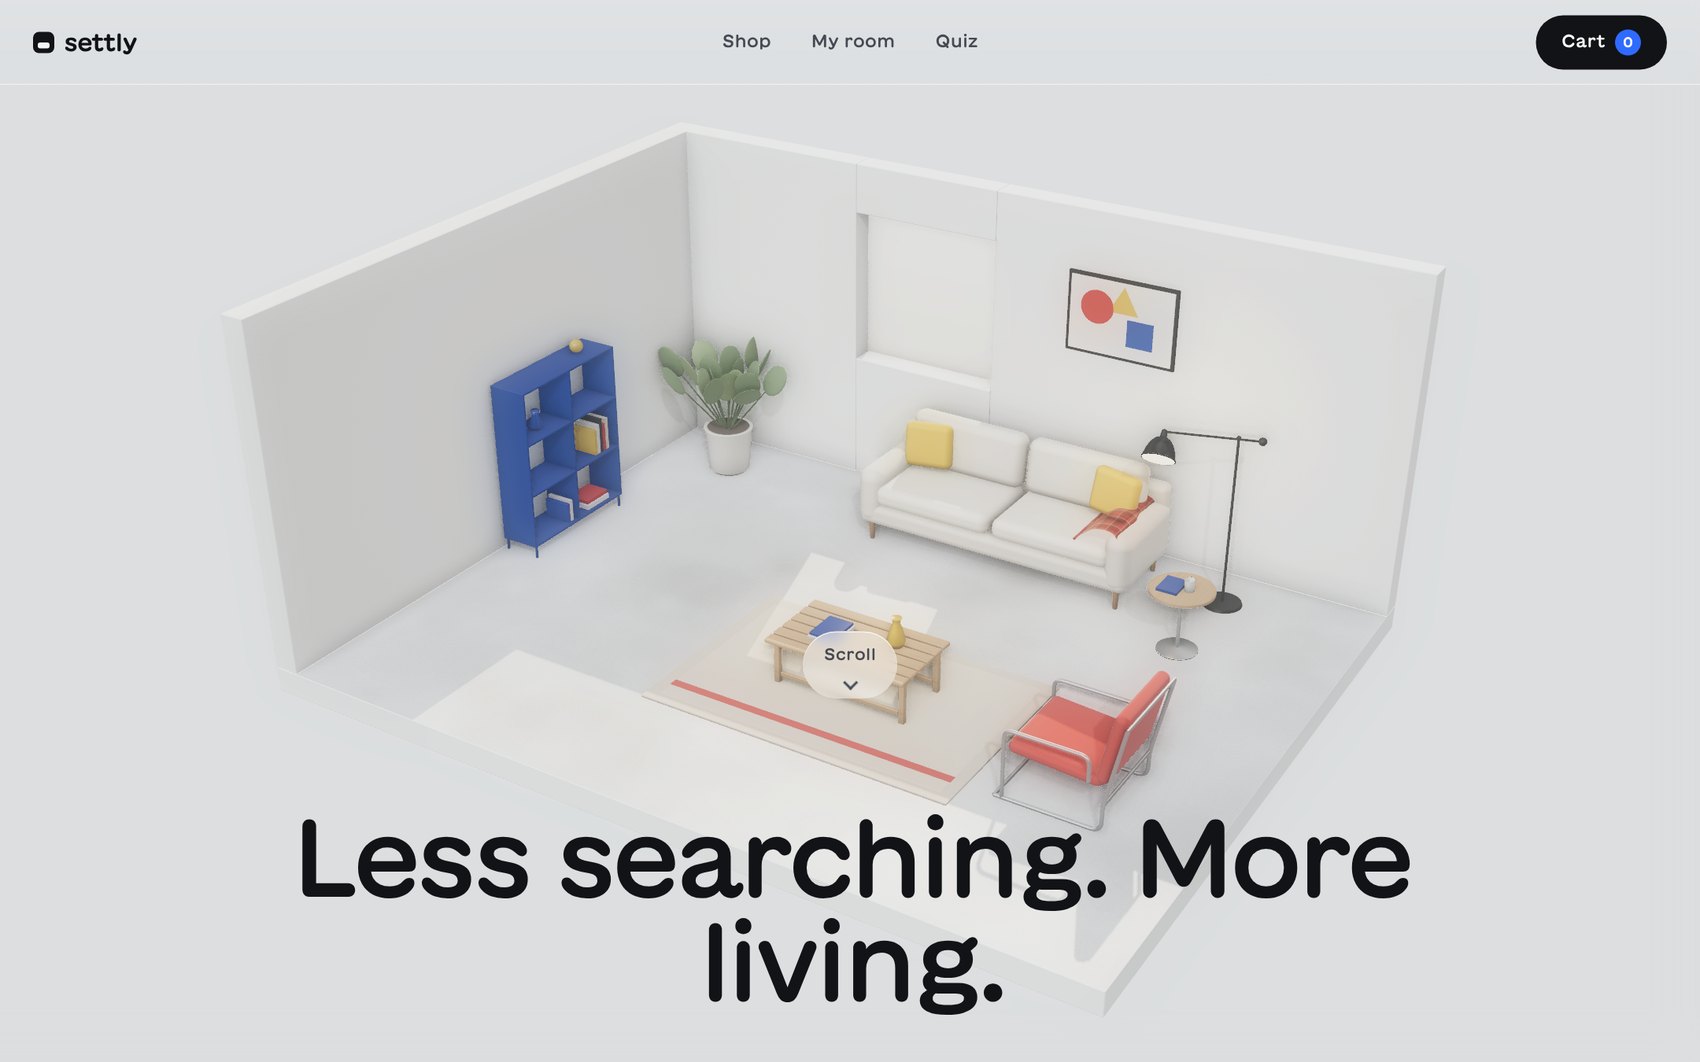 settly
Shop
My room
Quiz
Cart 0
Scroll
Less searching. More
living.